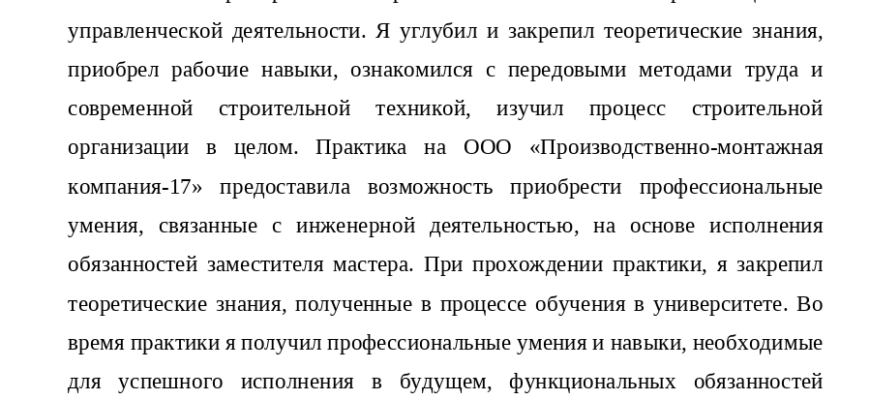 управленческой деятельности. Я углубил и закрепил теоретические знания,
приобрел рабочие навыки, ознакомился с передовыми методами труда и
современной строительной техникой, изучил процесс строительной
организации в целом. Практика на ООО «Производственно-монтажная
компания-17» предоставила возможность приобрести профессиональные
умения, связанные с инженерной деятельностью, на основе исполнения
обязанностей заместителя мастера. При прохождении практики, я закрепил
теоретические знания, полученные в процессе обучения в университете. Во
время практики я получил профессиональные умения и навыки, необходимые
для успешного исполнения в будущем, функциональных обязанностей